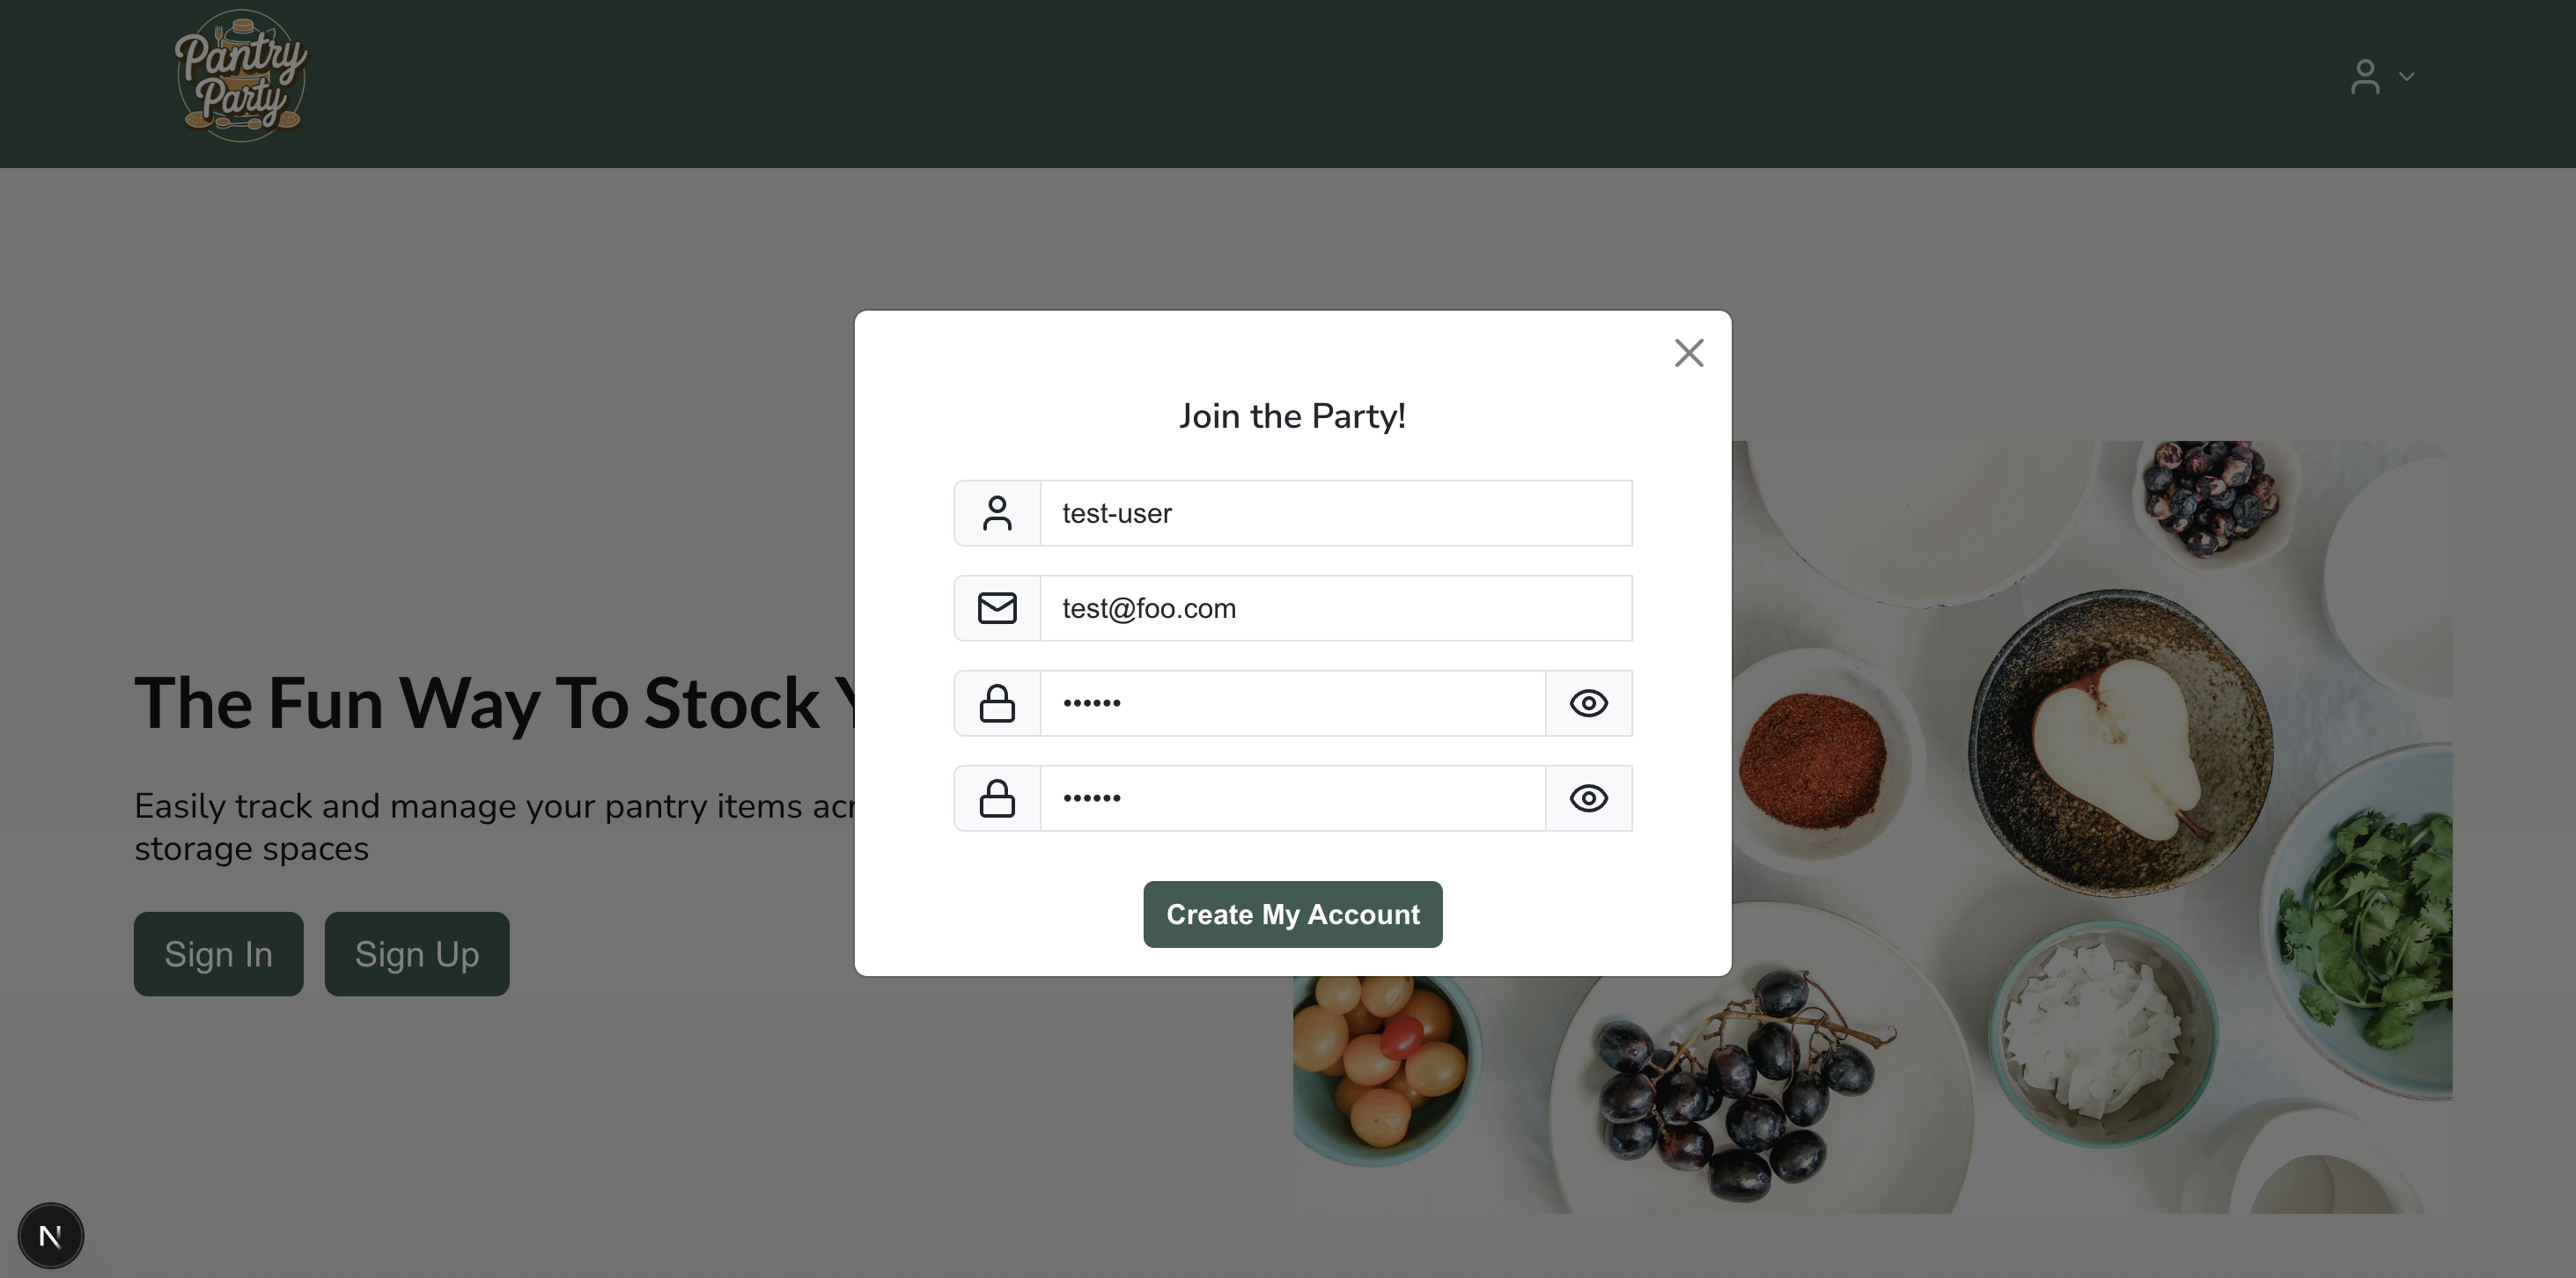 Pantry
Party
Join the Party!
test-user
test@foo.com
••••••
••••••
Create My Account
The Fun Way To Stock
Easily track and manage your pantry items
storage spaces
Sign In
Sign Up
N